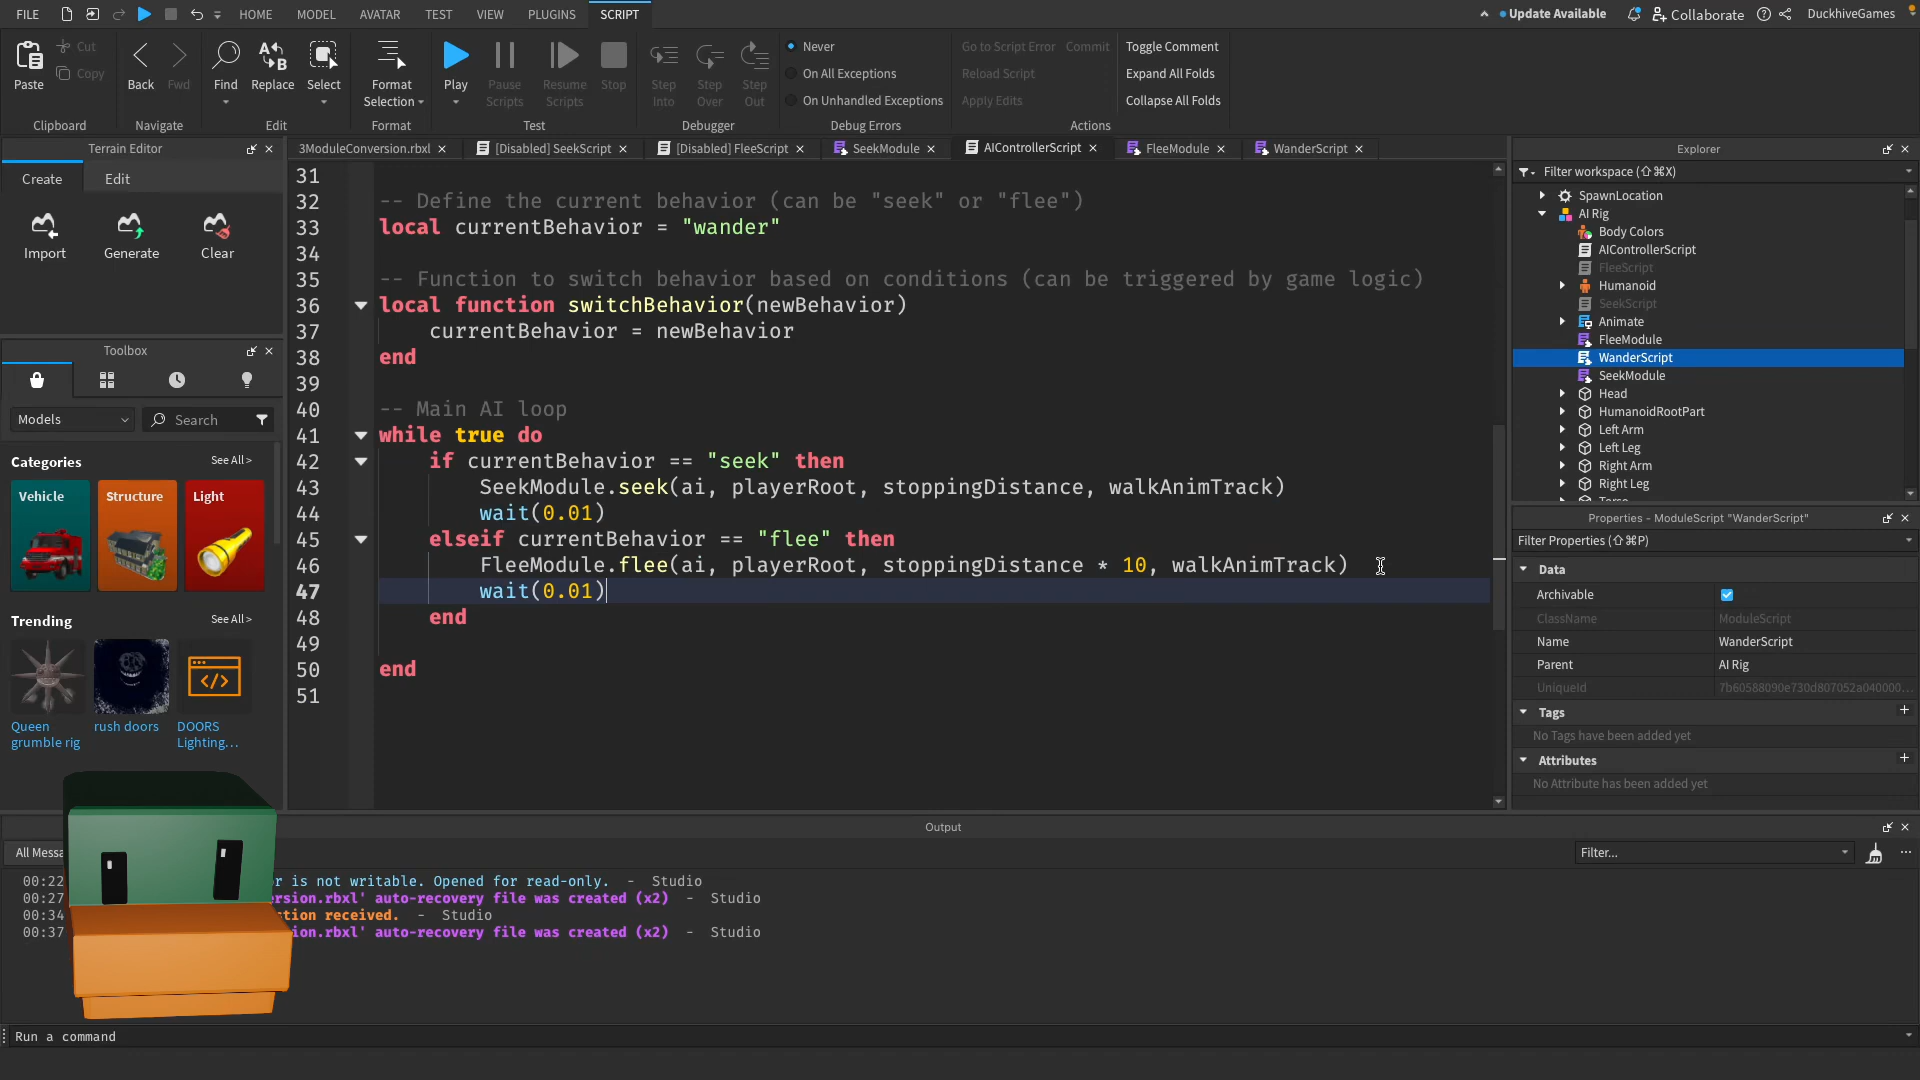 FILE HOME MODEL AVATAR TEST VIEW PLUGINS SCRIPT Update Available Collaborate DuckhiveGames
Paste Cut Copy Back Fwd Find Replace Select Format Selection Play Pause Scripts Resume Scripts Stop Step Into Step Over Step Out
Never
On All Exceptions
On Unhandled Exceptions
Go to Script Error Commit
Reload Script
Apply Edits
Toggle Comment
Expand All Folds
Collapse All Folds
Clipboard Navigate Edit Format Test Debugger Debug Errors Actions
Terrain Editor
Create Edit
Import Generate Clear
Toolbox
Models Search
Categories See All >
Vehicle Structure Light
Trending See All >
Queen grumble rig
rush doors
DOORS Lighting...
3ModuleConversion.rbxl [Disabled] SeekScript [Disabled] FleeScript SeekModule AIControllerScript FleeModule WanderScript
31
32 -- Define the current behavior (can be "seek" or "flee")
33 local currentBehavior = "wander"
34
35 -- Function to switch behavior based on conditions (can be triggered by game logic)
36 local function switchBehavior(newBehavior)
37 currentBehavior = newBehavior
38 end
39
40 -- Main AI loop
41 while true do
42 if currentBehavior == "seek" then
43 SeekModule.seek(ai, playerRoot, stoppingDistance, walkAnimTrack)
44 wait(0.01)
45 elseif currentBehavior == "flee" then
46 FleeModule.flee(ai, playerRoot, stoppingDistance * 10, walkAnimTrack)
47 wait(0.01)
48 end
49
50 end
51
Explorer
Filter workspace (⇧⌘X)
SpawnLocation
AI Rig
Body Colors
AIControllerScript
FleeScript
Humanoid
SeekScript
Animate
FleeModule
WanderScript
SeekModule
Head
HumanoidRootPart
Left Arm
Left Leg
Right Arm
Right Leg
Properties - ModuleScript "WanderScript"
Filter Properties (⇧⌘P)
Data
Archivable
ClassName ModuleScript
Name WanderScript
Parent AI Rig
UniqueId 7b60588090e730d807052a040000...
Tags
No Tags have been added yet
Attributes
No Attribute has been added yet
Output
All Messa Filter...
00:22 r is not writable. Opened for read-only. - Studio
00:27 ersion.rbxl' auto-recovery file was created (x2) - Studio
00:34 tion received. - Studio
00:37 ion.rbxl' auto-recovery file was created (x2) - Studio
Run a command